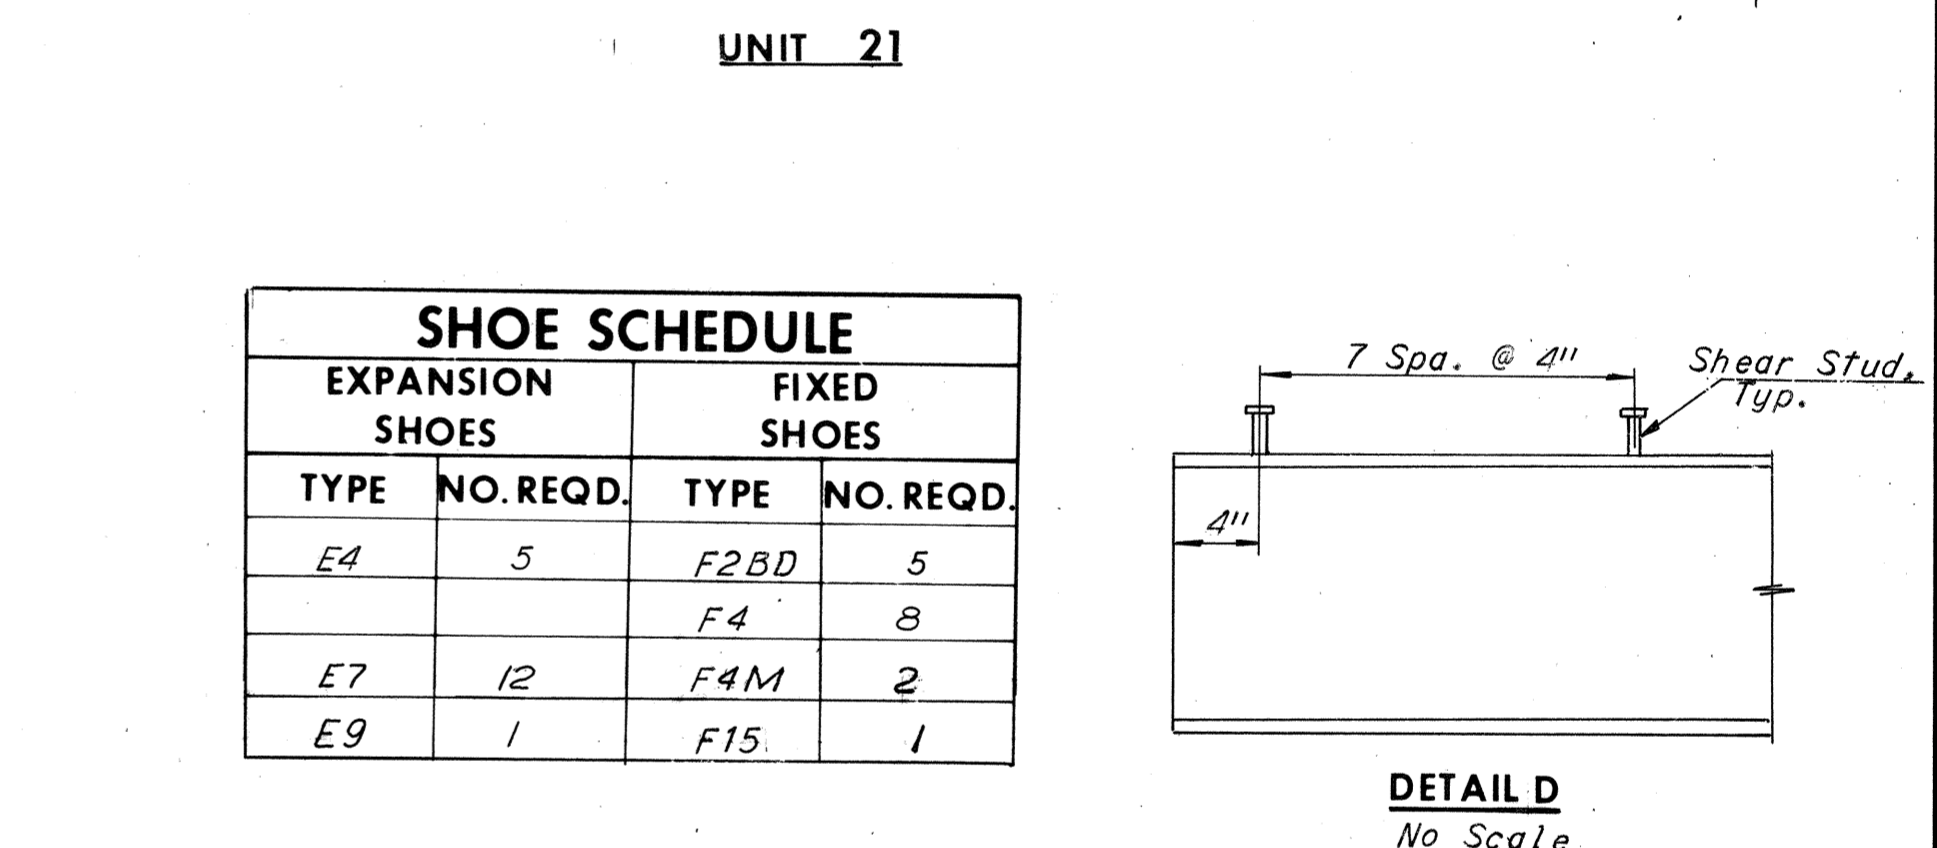 UNIT 21
SHOE SCHEDULE
EXPANSION SHOES FIXED SHOES
TYPE NO. REQD. TYPE NO. REQD.
E4 5 F2BD 5
F4 8
E7 12 F4M 2
E9 1 F15 1
7 Spa. @ 4"
Shear Stud,
Typ.
4"
DETAIL D
No Scale